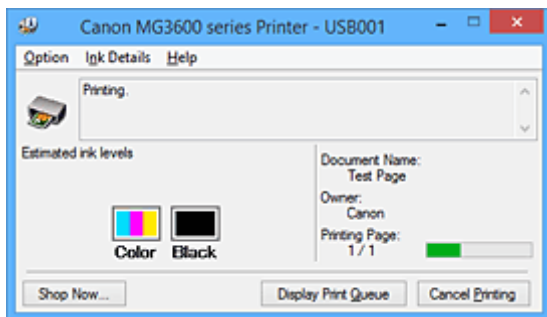 Canon MG3600 series Printer - USB001
Option Ink Details Help
Printing.
Estimated ink levels
Document Name:
Test Page
Owner:
Canon
Printing Page:
1 / 1
Color Black
Shop Now... Display Print Queue Cancel Printing